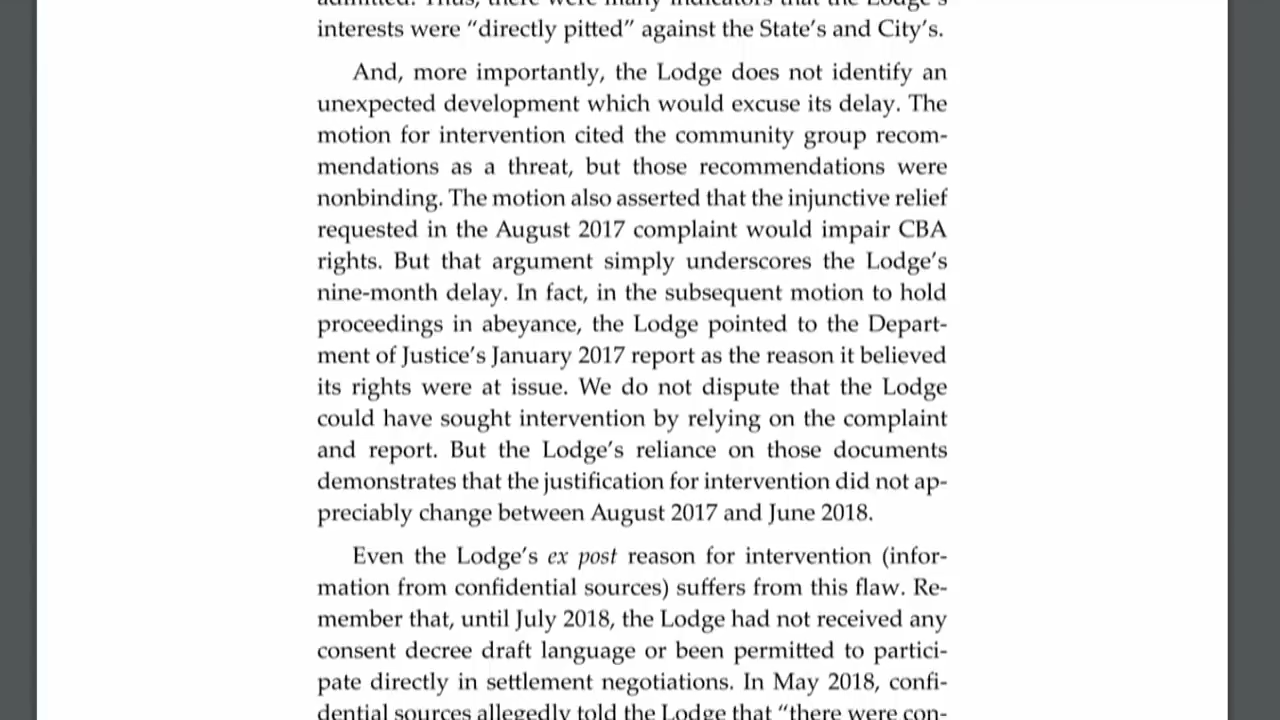 admitted. Thus, there were many indicators that the Lodge's
interests were “directly pitted” against the State's and City's.
And, more importantly, the Lodge does not identify an
unexpected development which would excuse its delay. The
motion for intervention cited the community group recom-
mendations as a threat, but those recommendations were
nonbinding. The motion also asserted that the injunctive relief
requested in the August 2017 complaint would impair CBA
rights. But that argument simply underscores the Lodge's
nine-month delay. In fact, in the subsequent motion to hold
proceedings in abeyance, the Lodge pointed to the Depart-
ment of Justice's January 2017 report as the reason it believed
its rights were at issue. We do not dispute that the Lodge
could have sought intervention by relying on the complaint
and report. But the Lodge's reliance on those documents
demonstrates that the justification for intervention did not ap-
preciably change between August 2017 and June 2018.
Even the Lodge's ex post reason for intervention (infor-
mation from confidential sources) suffers from this flaw. Re-
member that, until July 2018, the Lodge had not received any
consent decree draft language or been permitted to partici-
pate directly in settlement negotiations. In May 2018, confi-
dential sources allegedly told the Lodge that “there were con-